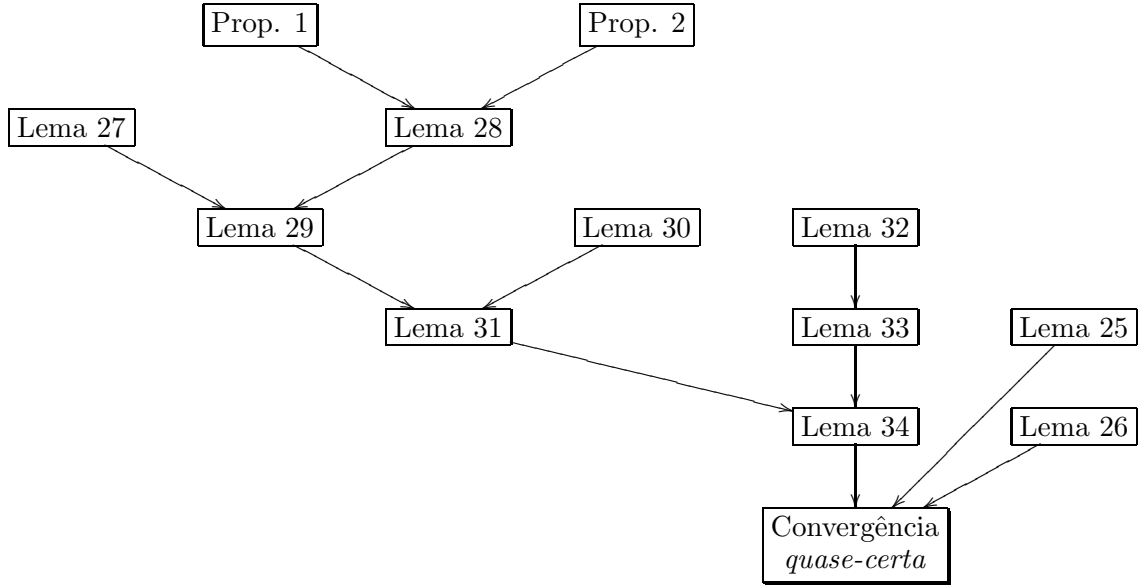 Prop. 1
Prop. 2
Lema 27
Lema 28
Lema 29
Lema 30
Lema 32
Lema 31
Lema 33
Lema 25
Lema 34
Lema 26
Convergência
quase-certa